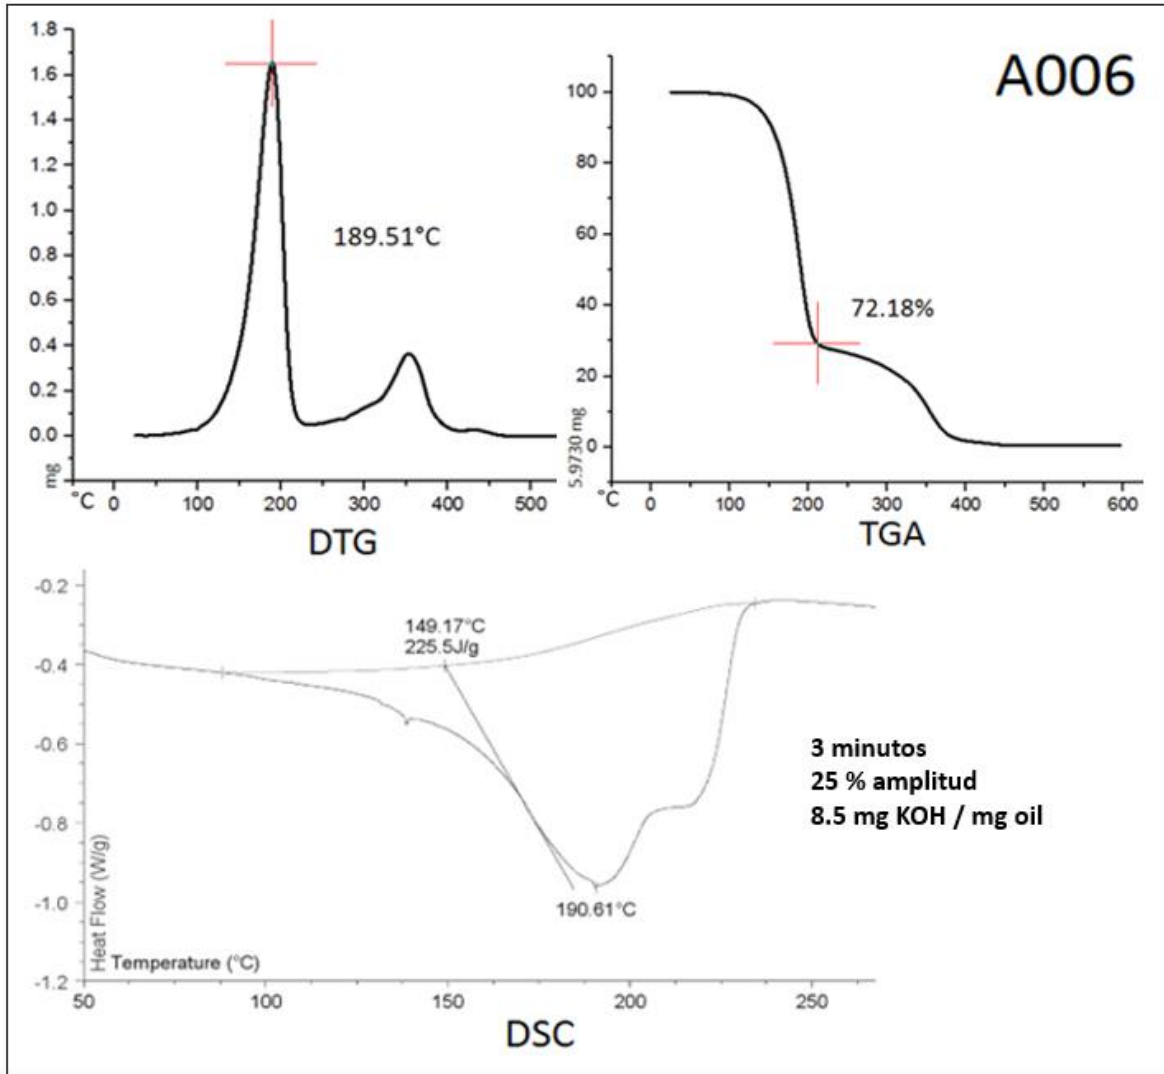 A006
1.8
1.6
1.4
1.2
1.0
0.8
0.6
0.4
0.2
0.0
mg
189.51°C
°C 0 100 200 300 400 500
DTG
100
80
60
40
20
0
5.9730 mg
72.18%
°C 0 100 200 300 400 500 600
TGA
-0.2
-0.4
-0.6
-0.8
-1.0
-1.2
Heat Flow (W/g)
149.17°C
225.5J/g
190.61°C
Temperature (°C)
50 100 150 200 250
DSC
3 minutos
25 % amplitud
8.5 mg KOH / mg oil